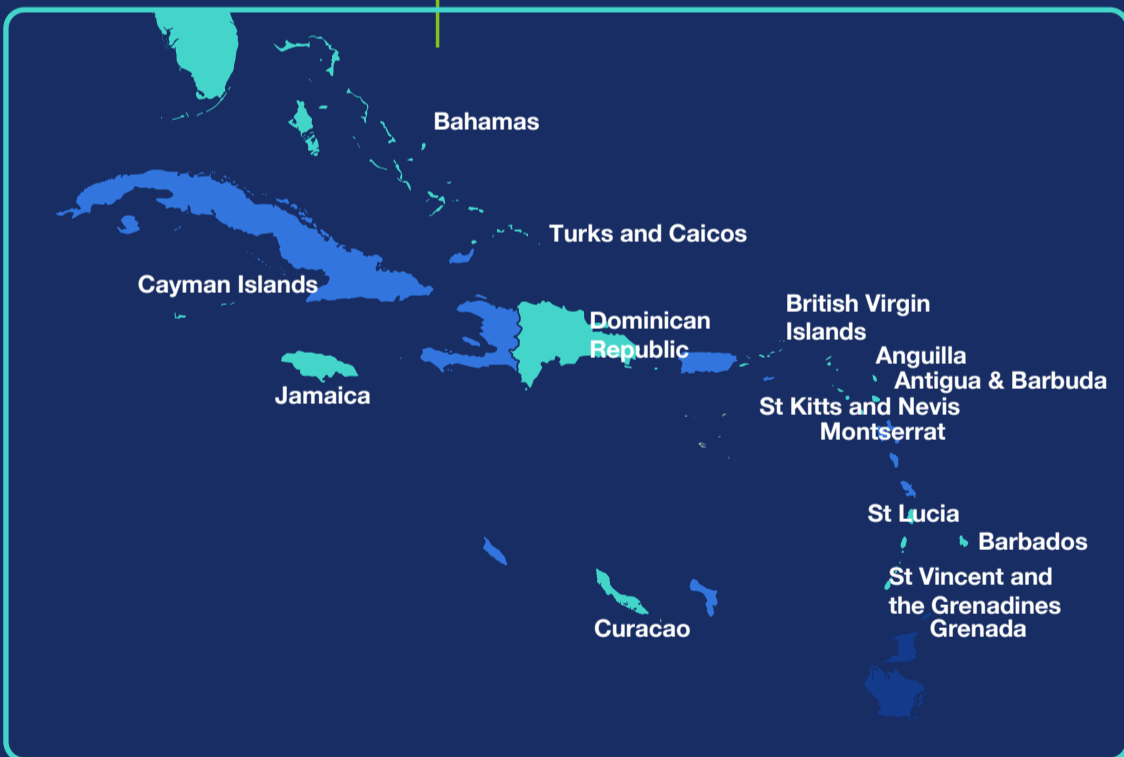 Bahamas
Turks and Caicos
Cayman Islands
British Virgin
Islands
Dominican
Republic
Anguilla
Antigua & Barbuda
Jamaica
St Kitts and Nevis
Montserrat
St Lucia
Barbados
St Vincent and
the Grenadines
Curacao
Grenada